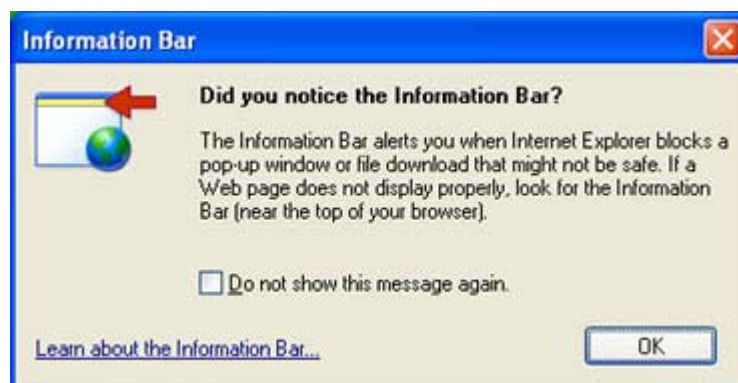 Information Bar
Did you notice the Information Bar?
The Information Bar alerts you when Internet Explorer blocks a
pop-up window or file download that might not be safe. If a
Web page does not display properly, look for the Information
Bar (near the top of your browser).
Do not show this message again.
Learn about the Information Bar...
OK